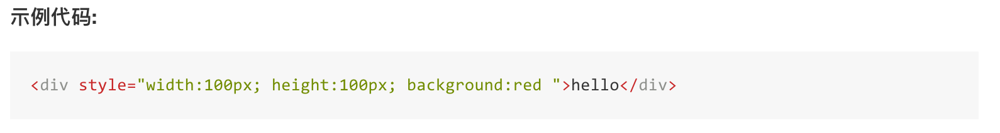 示例代码:
<div style="width:100px; height:100px; background:red ">hello</div>